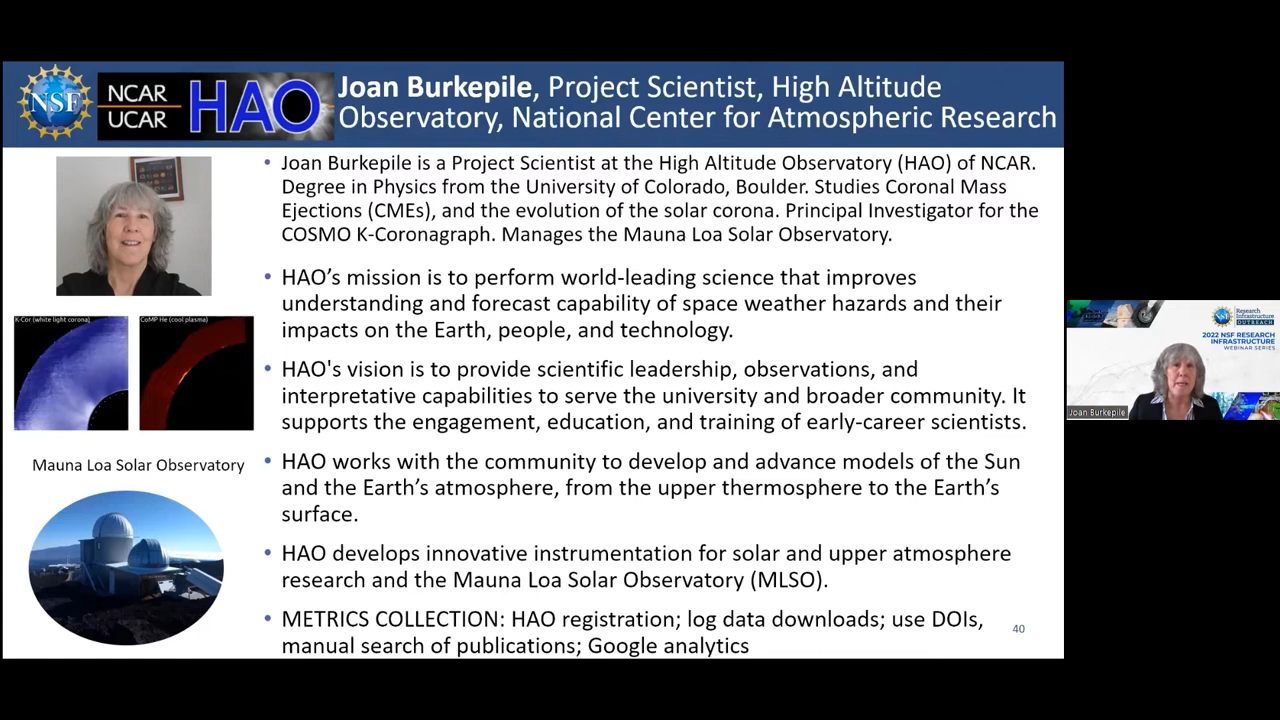 NSF
NCAR
UCAR
HAO
Joan Burkepile, Project Scientist, High Altitude
Observatory, National Center for Atmospheric Research
• Joan Burkepile is a Project Scientist at the High Altitude Observatory (HAO) of NCAR.
Degree in Physics from the University of Colorado, Boulder. Studies Coronal Mass
Ejections (CMEs), and the evolution of the solar corona. Principal Investigator for the
COSMO K-Coronagraph. Manages the Mauna Loa Solar Observatory.
• HAO’s mission is to perform world-leading science that improves
understanding and forecast capability of space weather hazards and their
impacts on the Earth, people, and technology.
• HAO's vision is to provide scientific leadership, observations, and
interpretative capabilities to serve the university and broader community. It
supports the engagement, education, and training of early-career scientists.
• HAO works with the community to develop and advance models of the Sun
and the Earth’s atmosphere, from the upper thermosphere to the Earth’s
surface.
• HAO develops innovative instrumentation for solar and upper atmosphere
research and the Mauna Loa Solar Observatory (MLSO).
• METRICS COLLECTION: HAO registration; log data downloads; use DOIs,
manual search of publications; Google analytics
40
K-Cor (white light corona)
CoMP He (cool plasma)
Mauna Loa Solar Observatory
NSF
Research
Infrastructure
OUTREACH
2022 NSF RESEARCH
INFRASTRUCTURE
WEBINAR SERIES
Joan Burkepile